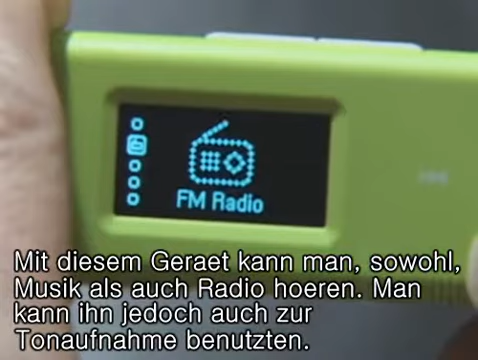 FM Radio
Mit diesem Geraet kann man, sowohl,
Musik als auch Radio hoeren. Man
kann ihn jedoch auch zur
Tonaufnahme benutzten.